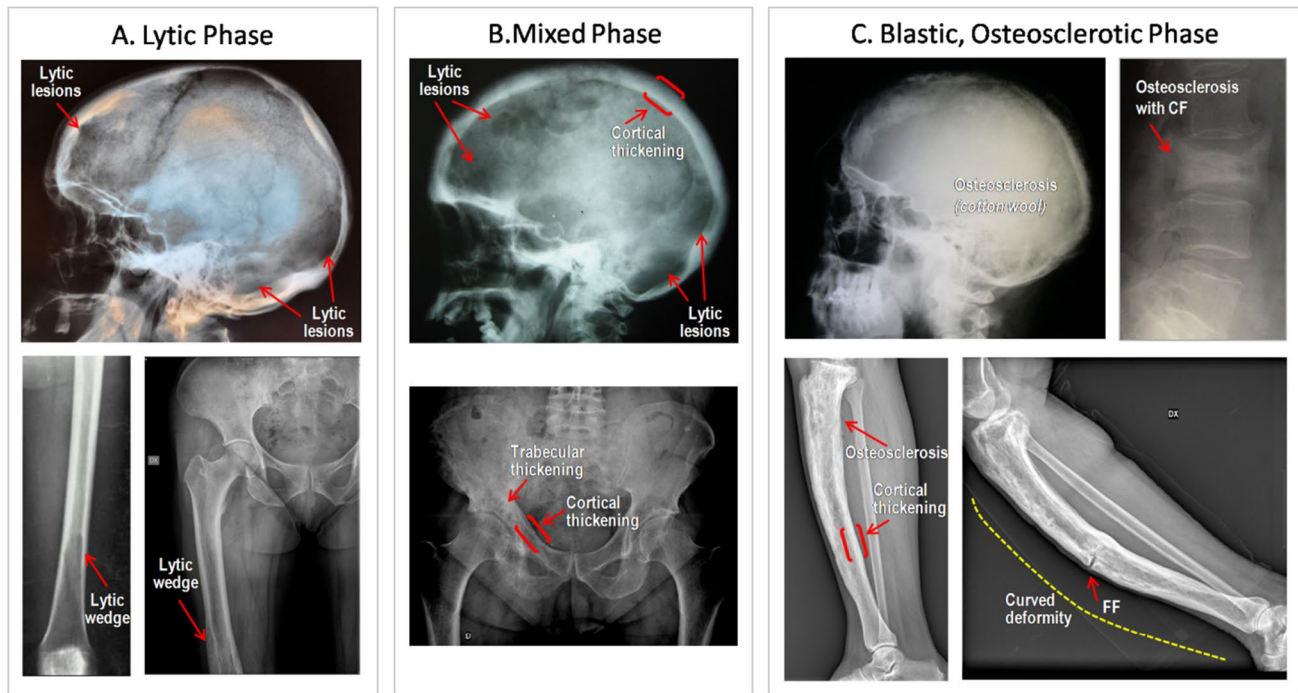 A. Lytic Phase
Lytic
lesions
Lytic
lesions
Lytic
wedge
DX
Lytic
wedge
B.Mixed Phase
Lytic
lesions
Cortical
thickening
Lytic
lesions
Trabecular
thickening
Cortical
thickening
D
C. Blastic, Osteosclerotic Phase
Osteosclerosis
(cotton wool)
Osteosclerosis
with CF
Osteosclerosis
Cortical
thickening
DX
Curved
deformity
FF